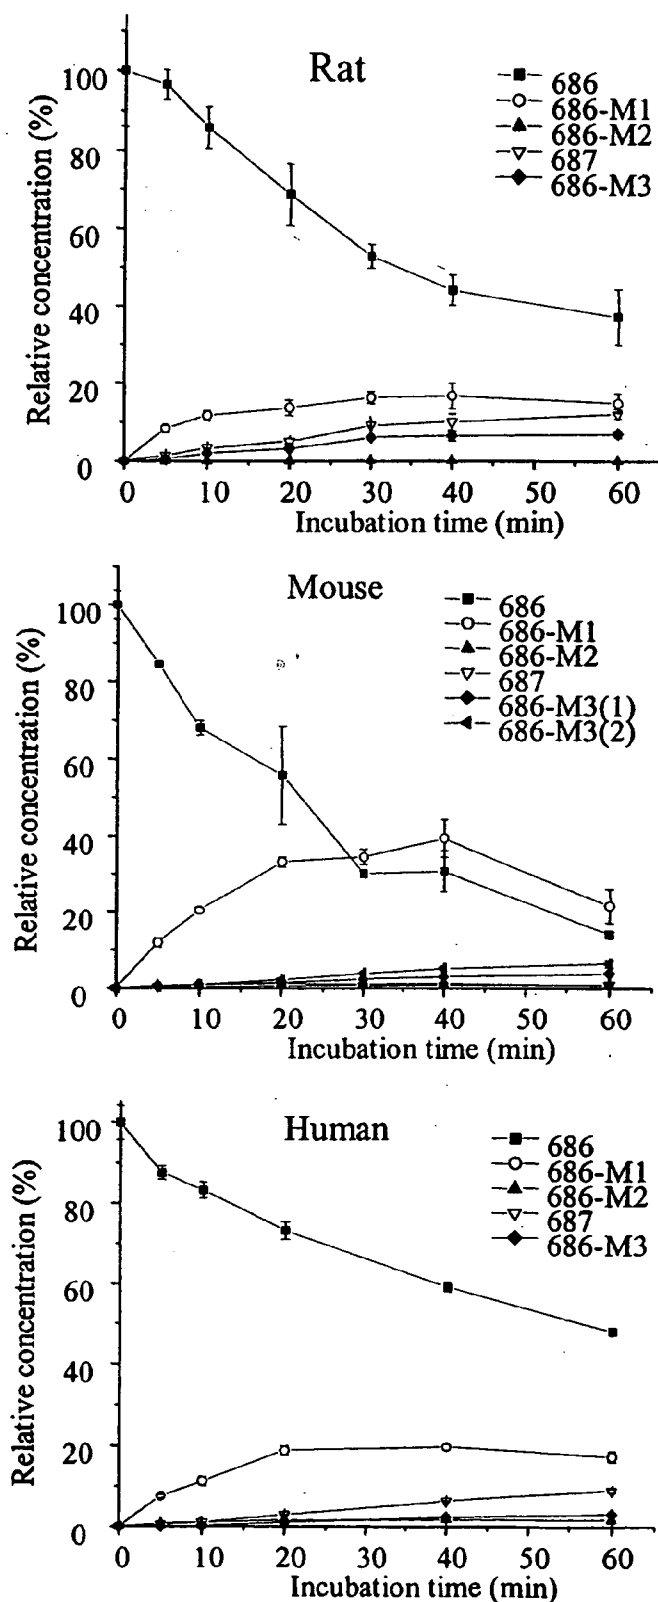 Rat
Relative concentration (%)
100
80
60
40
20
0
686
686-M1
686-M2
687
686-M3
0 10 20 30 40 50 60
Incubation time (min)
Mouse
Relative concentration (%)
100
80
60
40
20
0
686
686-M1
686-M2
687
686-M3(1)
686-M3(2)
0 10 20 30 40 50 60
Incubation time (min)
Human
Relative concentration (%)
100
80
60
40
20
0
686
686-M1
686-M2
687
686-M3
0 10 20 30 40 50 60
Incubation time (min)